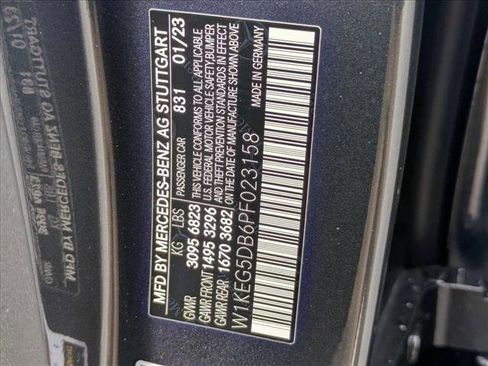 MFD BY MERCEDES-BENZ AG STUTTGART
PASSENGER CAR 831 01/23
KG LBS
GWR 3095 6823
GAWR FRONT 1495 3296
GAWR REAR 1670 3682
THIS VEHICLE CONFORMS TO ALL APPLICABLE
U.S. FEDERAL MOTOR VEHICLE SAFETY, BUMPER
AND THEFT PREVENTION STANDARDS IN EFFECT
ON DATE OF MANUFACTURE SHOWN ABOVE
W1KEG5DB6PF023158
MADE IN GERMANY